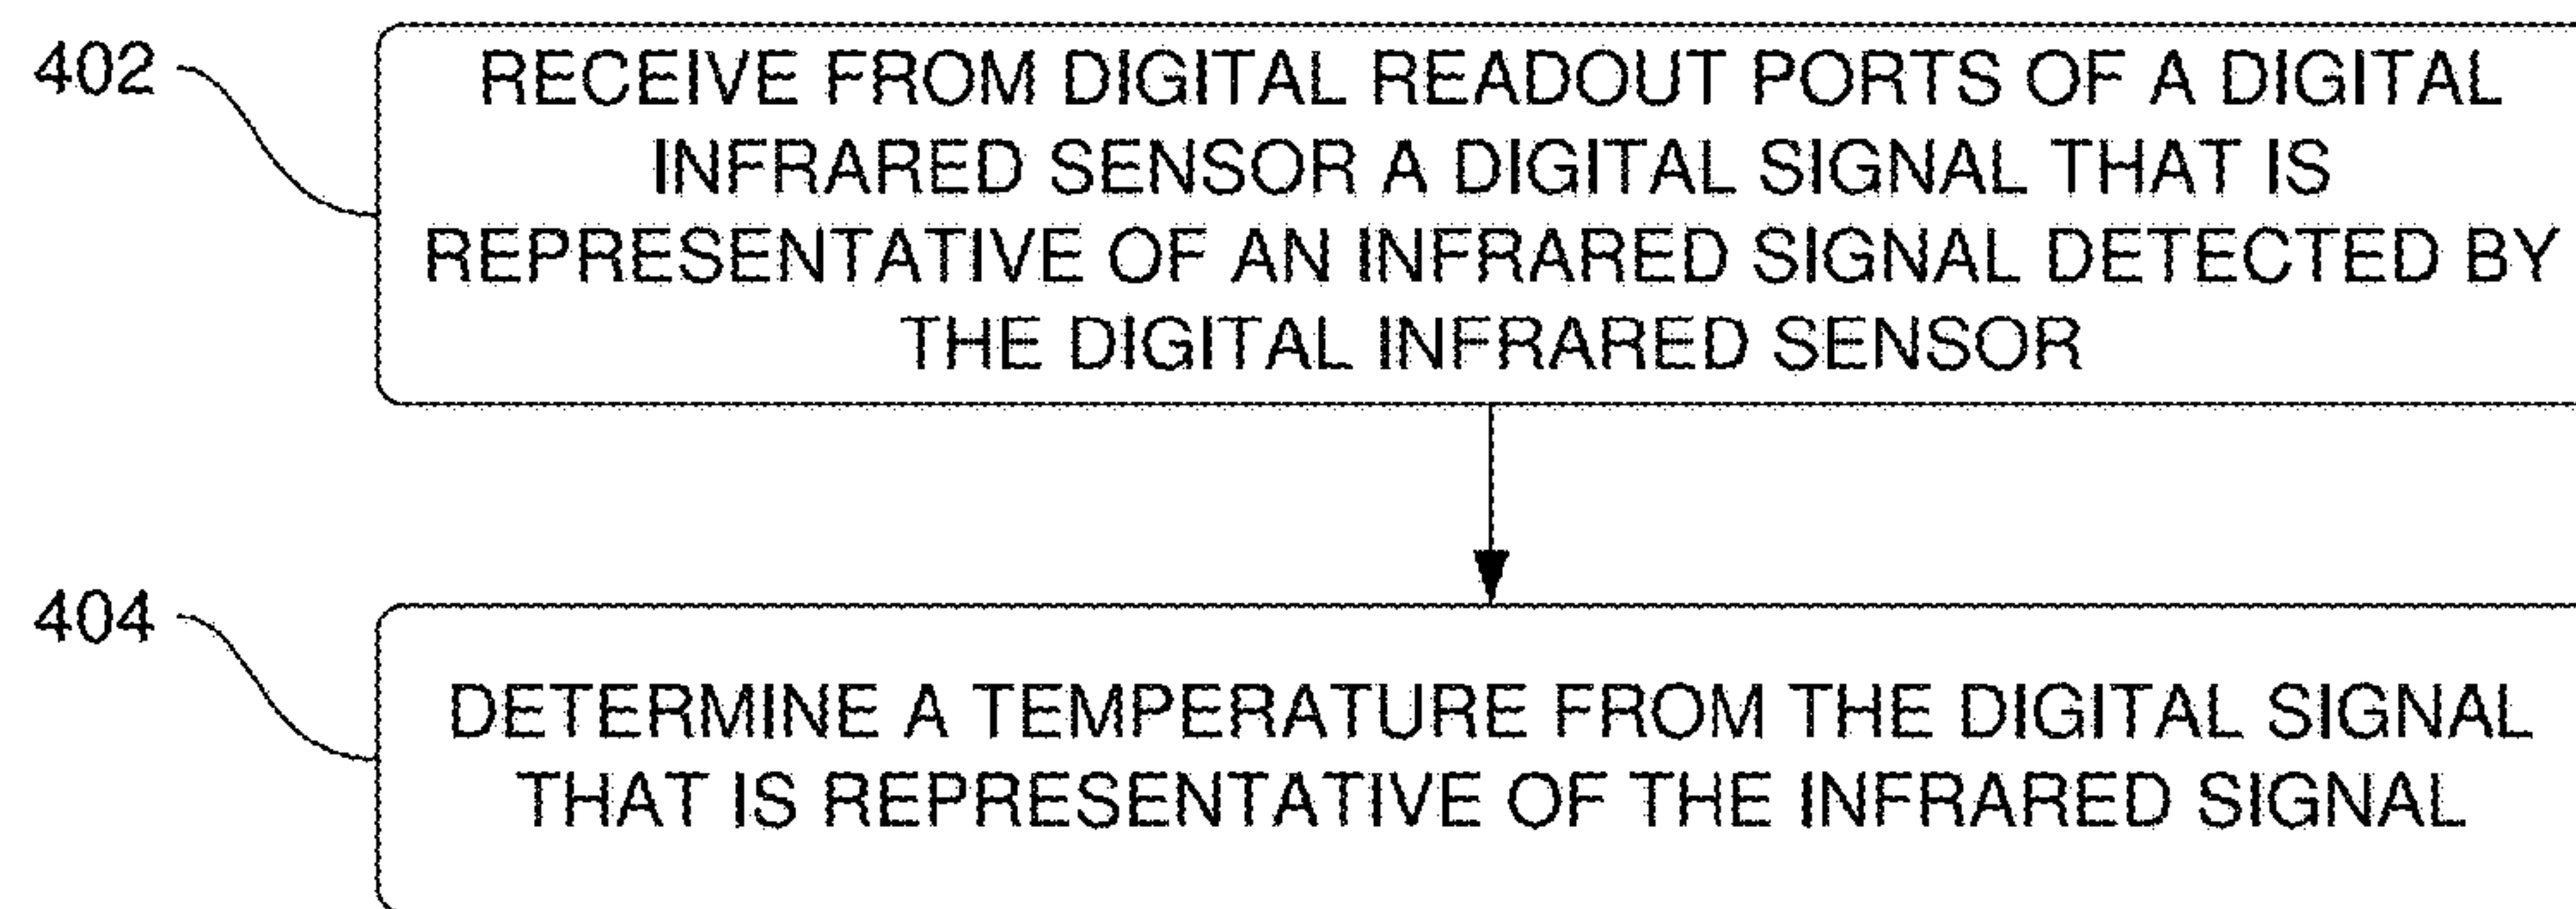 402
RECEIVE FROM DIGITAL READOUT PORTS OF A DIGITAL
INFRARED SENSOR A DIGITAL SIGNAL THAT IS
REPRESENTATIVE OF AN INFRARED SIGNAL DETECTED BY
THE DIGITAL INFRARED SENSOR
404
DETERMINE A TEMPERATURE FROM THE DIGITAL SIGNAL
THAT IS REPRESENTATIVE OF THE INFRARED SIGNAL